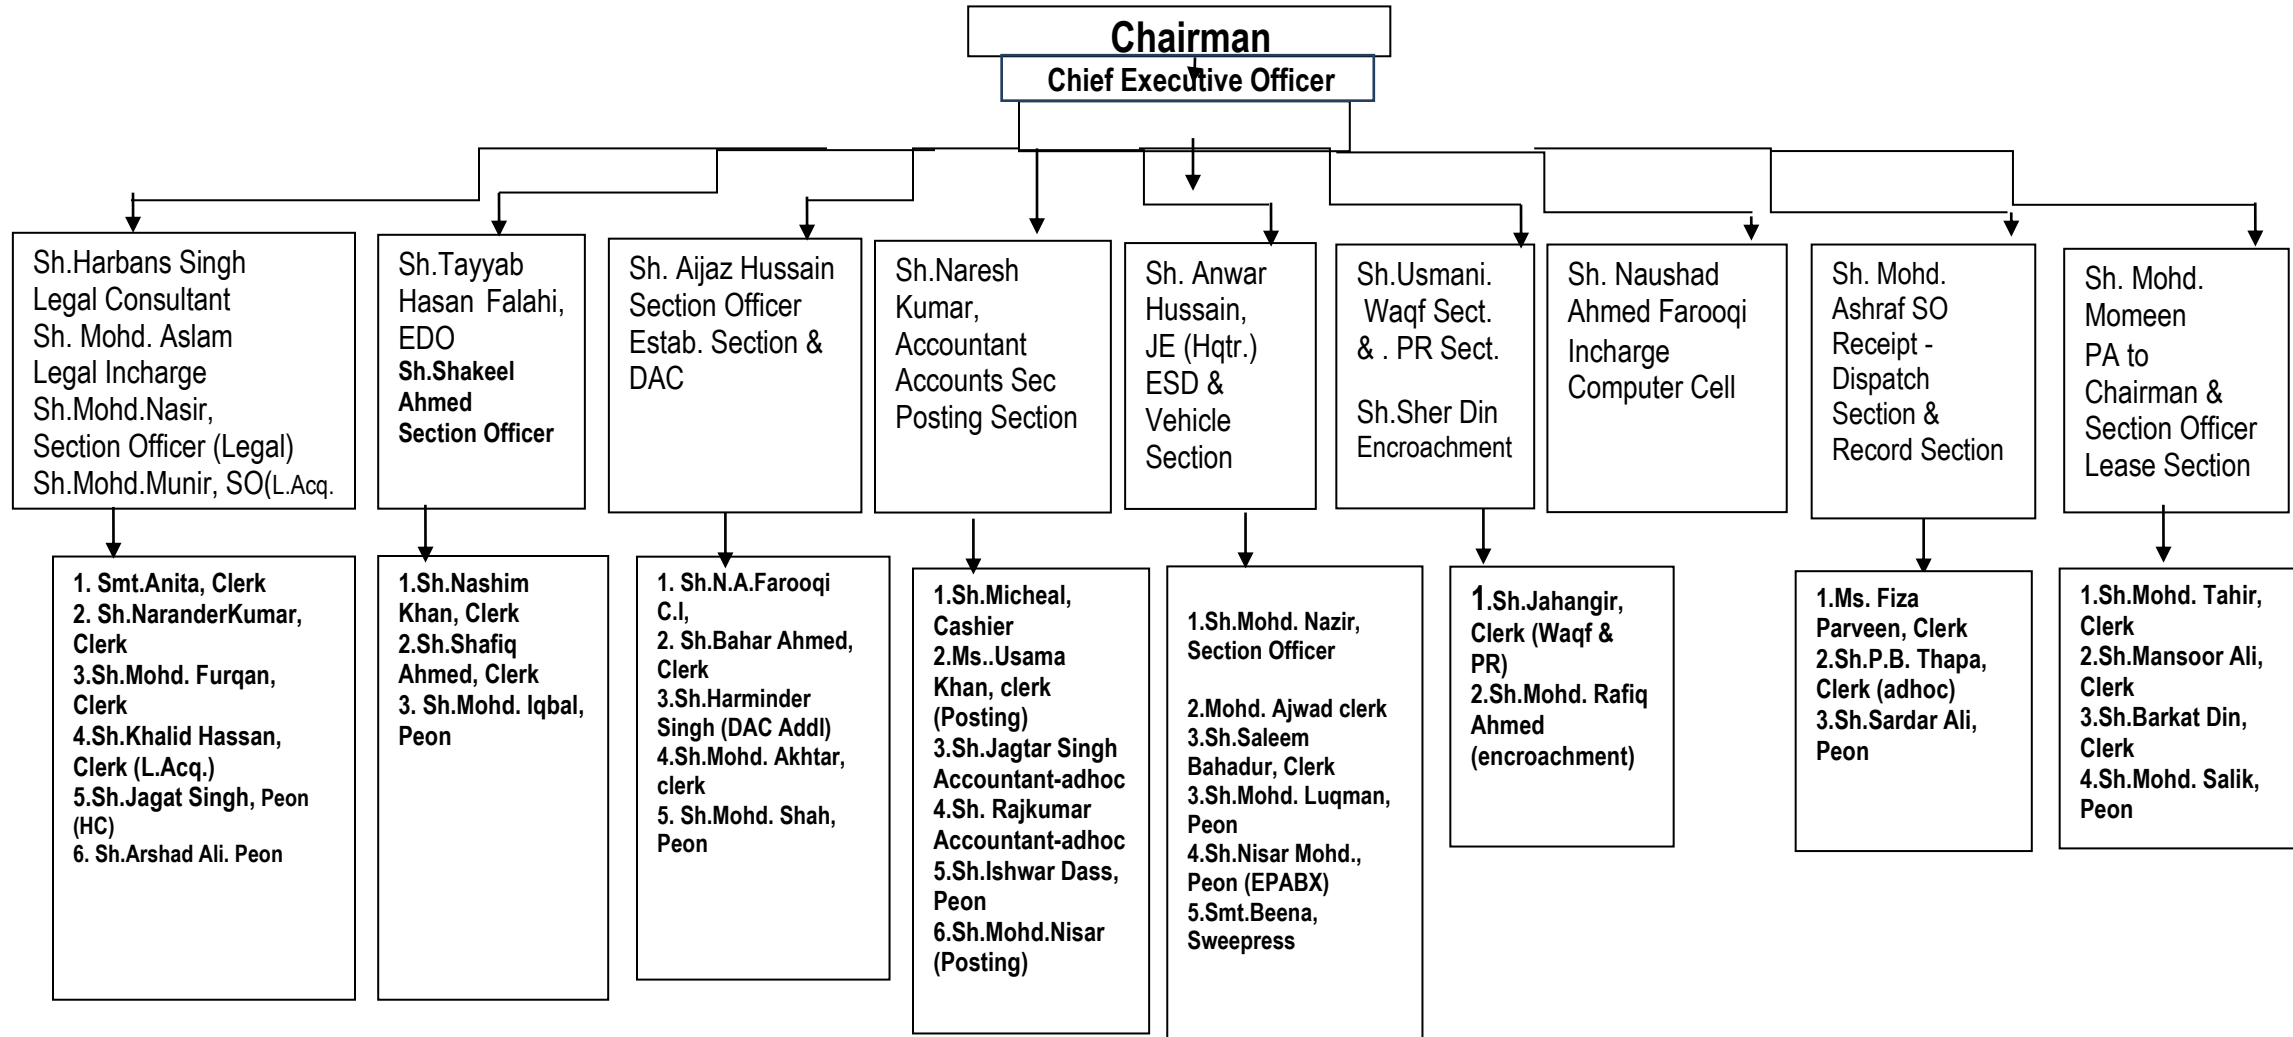 Chairman
Chief Executive Officer
Sh.Harbans Singh
Legal Consultant
Sh. Mohd. Aslam
Legal Incharge
Sh.Mohd.Nasir,
Section Officer (Legal)
Sh.Mohd.Munir, SO(L.Acq.
Sh.Tayyab
Hasan Falahi,
EDO
Sh.Shakeel
Ahmed
Section Officer
Sh. Aijaz Hussain
Section Officer
Estab. Section &
DAC
Sh.Naresh
Kumar,
Accountant
Accounts Sec
Posting Section
Sh. Anwar
Hussain,
JE (Hqtr.)
ESD &
Vehicle
Section
Sh.Usmani.
Waqf Sect.
& . PR Sect.
Sh.Sher Din
Encroachment
Sh. Naushad
Ahmed Farooqi
Incharge
Computer Cell
Sh. Mohd.
Ashraf SO
Receipt -
Dispatch
Section &
Record Section
Sh. Mohd.
Momeen
PA to
Chairman &
Section Officer
Lease Section
1. Smt.Anita, Clerk
2. Sh.NaranderKumar,
Clerk
3.Sh.Mohd. Furqan,
Clerk
4.Sh.Khalid Hassan,
Clerk (L.Acq.)
5.Sh.Jagat Singh, Peon
(HC)
6. Sh.Arshad Ali. Peon
1.Sh.Nashim
Khan, Clerk
2.Sh.Shafiq
Ahmed, Clerk
3. Sh.Mohd. Iqbal,
Peon
1. Sh.N.A.Farooqi
C.I,
2. Sh.Bahar Ahmed,
Clerk
3.Sh.Harminder
Singh (DAC Addl)
4.Sh.Mohd. Akhtar,
clerk
5. Sh.Mohd. Shah,
Peon
1.Sh.Micheal,
Cashier
2.Ms..Usama
Khan, clerk
(Posting)
3.Sh.Jagtar Singh
Accountant-adhoc
4.Sh. Rajkumar
Accountant-adhoc
5.Sh.Ishwar Dass,
Peon
6.Sh.Mohd.Nisar
(Posting)
1.Sh.Mohd. Nazir,
Section Officer
2.Mohd. Ajwad clerk
3.Sh.Saleem
Bahadur, Clerk
3.Sh.Mohd. Luqman,
Peon
4.Sh.Nisar Mohd.,
Peon (EPABX)
5.Smt.Beena,
Sweepress
1.Sh.Jahangir,
Clerk (Waqf &
PR)
2.Sh.Mohd. Rafiq
Ahmed
(encroachment)
1.Ms. Fiza
Parveen, Clerk
2.Sh.P.B. Thapa,
Clerk (adhoc)
3.Sh.Sardar Ali,
Peon
1.Sh.Mohd. Tahir,
Clerk
2.Sh.Mansoor Ali,
Clerk
3.Sh.Barkat Din,
Clerk
4.Sh.Mohd. Salik,
Peon